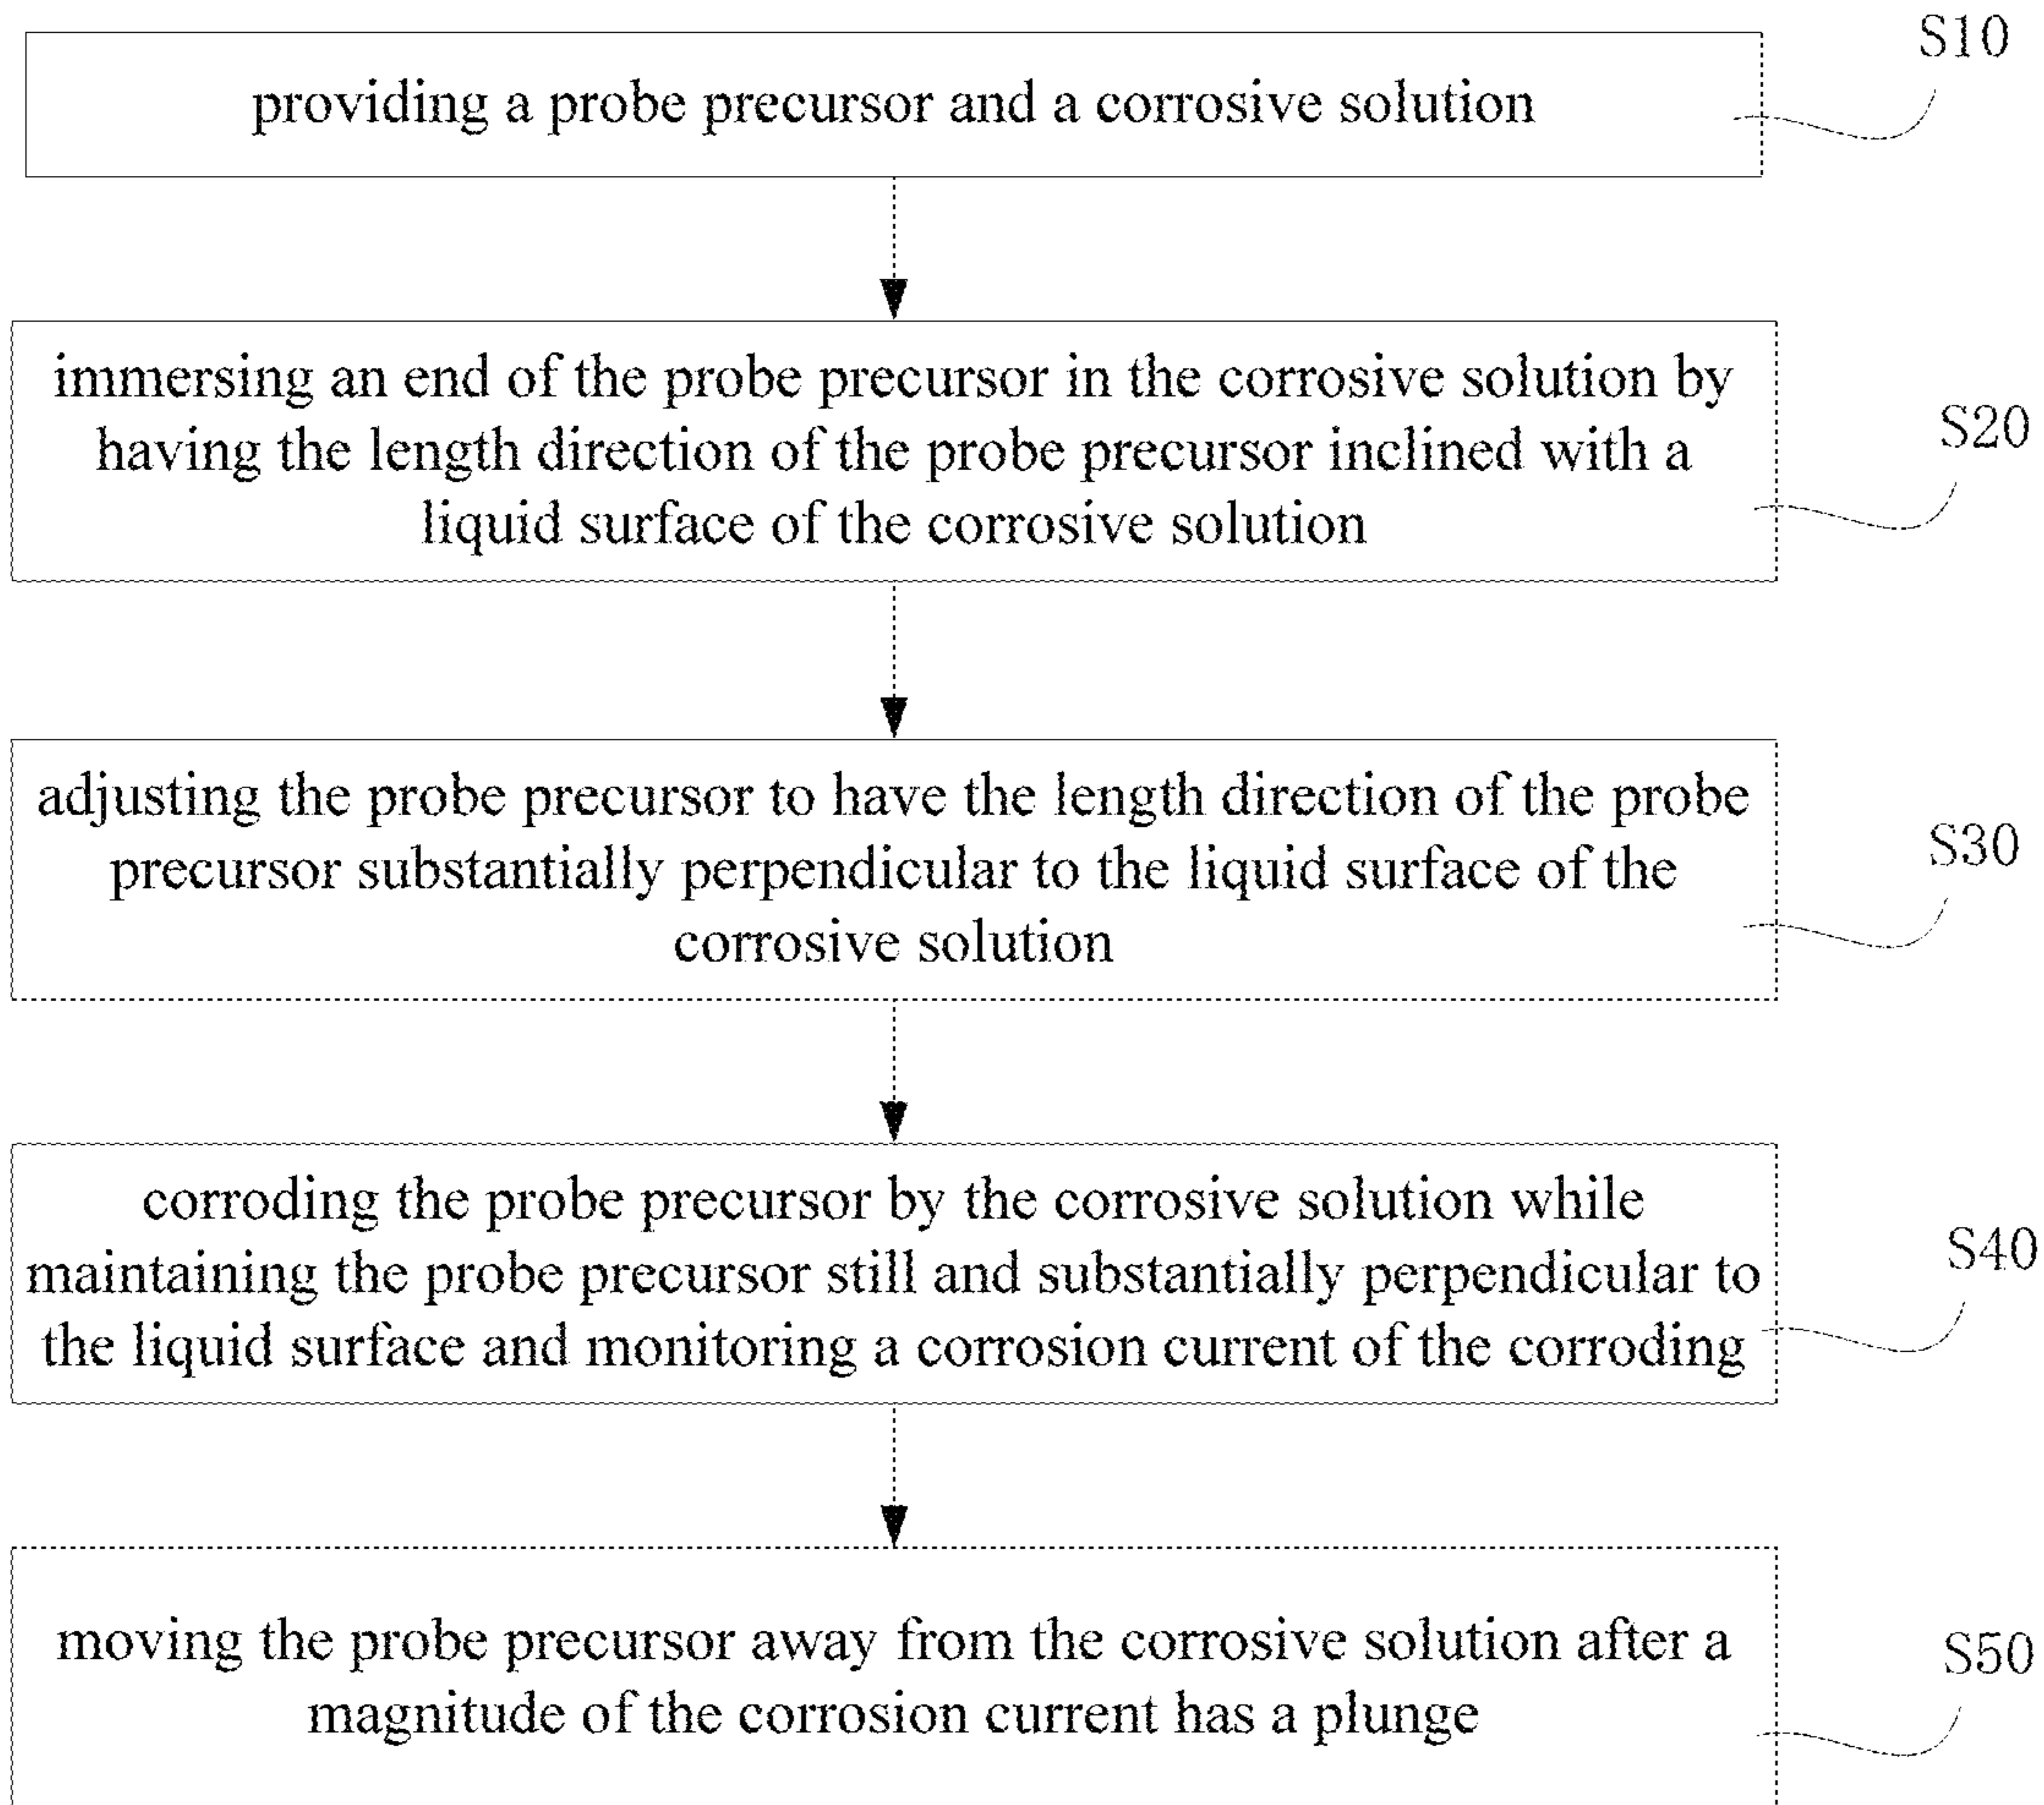 S10
providing a probe precursor and a corrosive solution
immersing an end of the probe precursor in the corrosive solution by
having the length direction of the probe precursor inclined with a
liquid surface of the corrosive solution
S20
adjusting the probe precursor to have the length direction of the probe
precursor substantially perpendicular to the liquid surface of the
corrosive solution
S30
corroding the probe precursor by the corrosive solution while
maintaining the probe precursor still and substantially perpendicular to
the liquid surface and monitoring a corrosion current of the corroding
S40
moving the probe precursor away from the corrosive solution after a
magnitude of the corrosion current has a plunge
S50